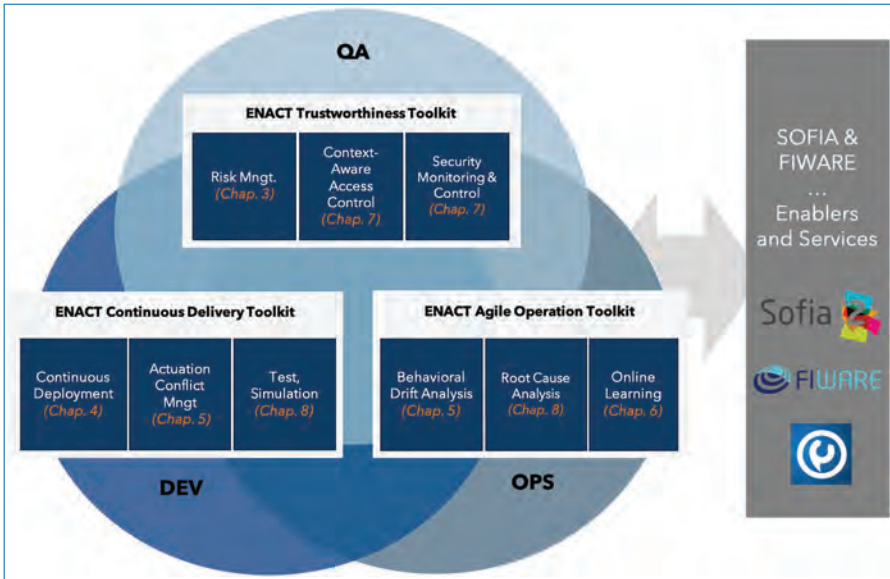 QA
ENACT Trustworthiness Toolkit
Risk Mngt.
(Chap. 3)
Context-
Aware
Access
Control
(Chap. 7)
Security
Monitoring &
Control
(Chap. 7)
ENACT Continuous Delivery Toolkit
Continuous
Deployment
(Chap. 4)
Actuation
Conflict
Mngt
(Chap. 5)
Test,
Simulation
(Chap. 8)
ENACT Agile Operation Toolkit
Behavioral
Drift Analysis
(Chap. 5)
Root Cause
Analysis
(Chap. 8)
Online
Learning
(Chap. 6)
DEV
OPS
SOFIA &
FIWARE
...
Enablers
and Services
Sofia 2
FIWARE